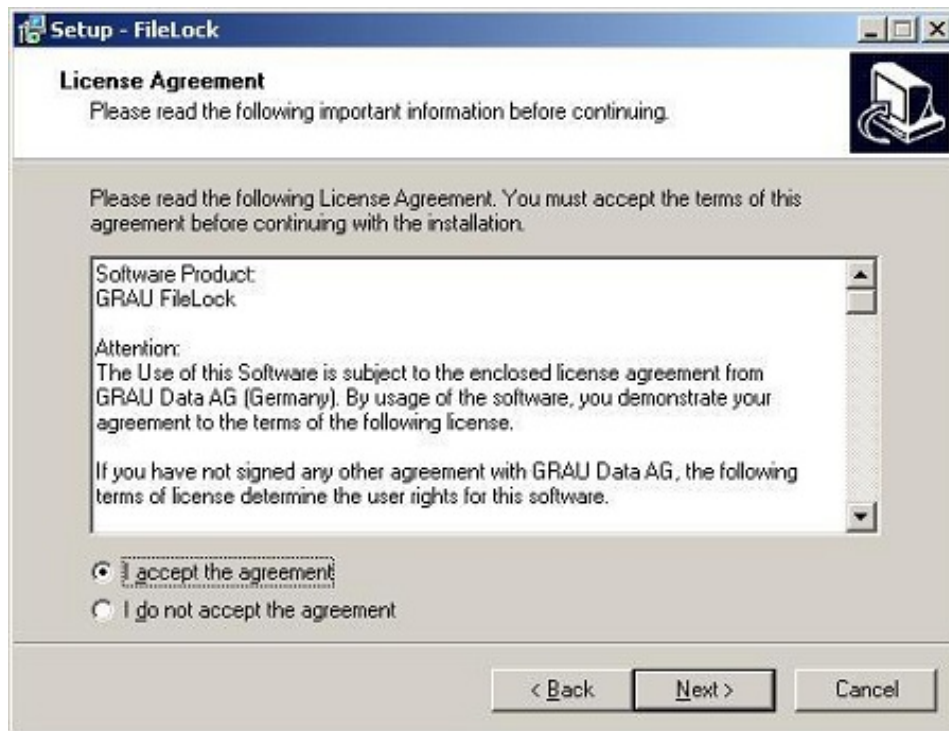 Setup - FileLock
License Agreement
Please read the following important information before continuing.
Please read the following License Agreement. You must accept the terms of this
agreement before continuing with the installation.
Software Product:
GRAU FileLock
Attention:
The Use of this Software is subject to the enclosed license agreement from
GRAU Data AG (Germany). By usage of the software, you demonstrate your
agreement to the terms of the following license.
If you have not signed any other agreement with GRAU Data AG, the following
terms of license determine the user rights for this software.
I accept the agreement
I do not accept the agreement
< Back
Next >
Cancel